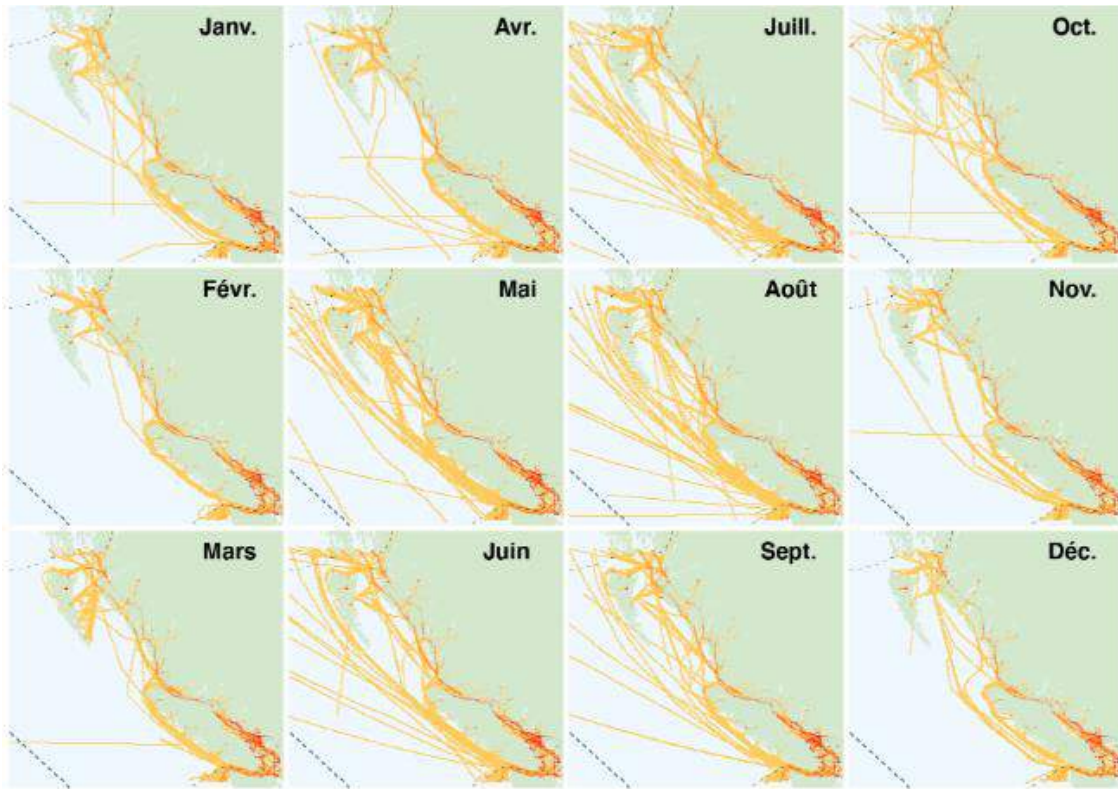 Janv.
Avr.
Juill.
Oct.
Févr.
Mai
Août
Nov.
Mars
Juin
Sept.
Déc.